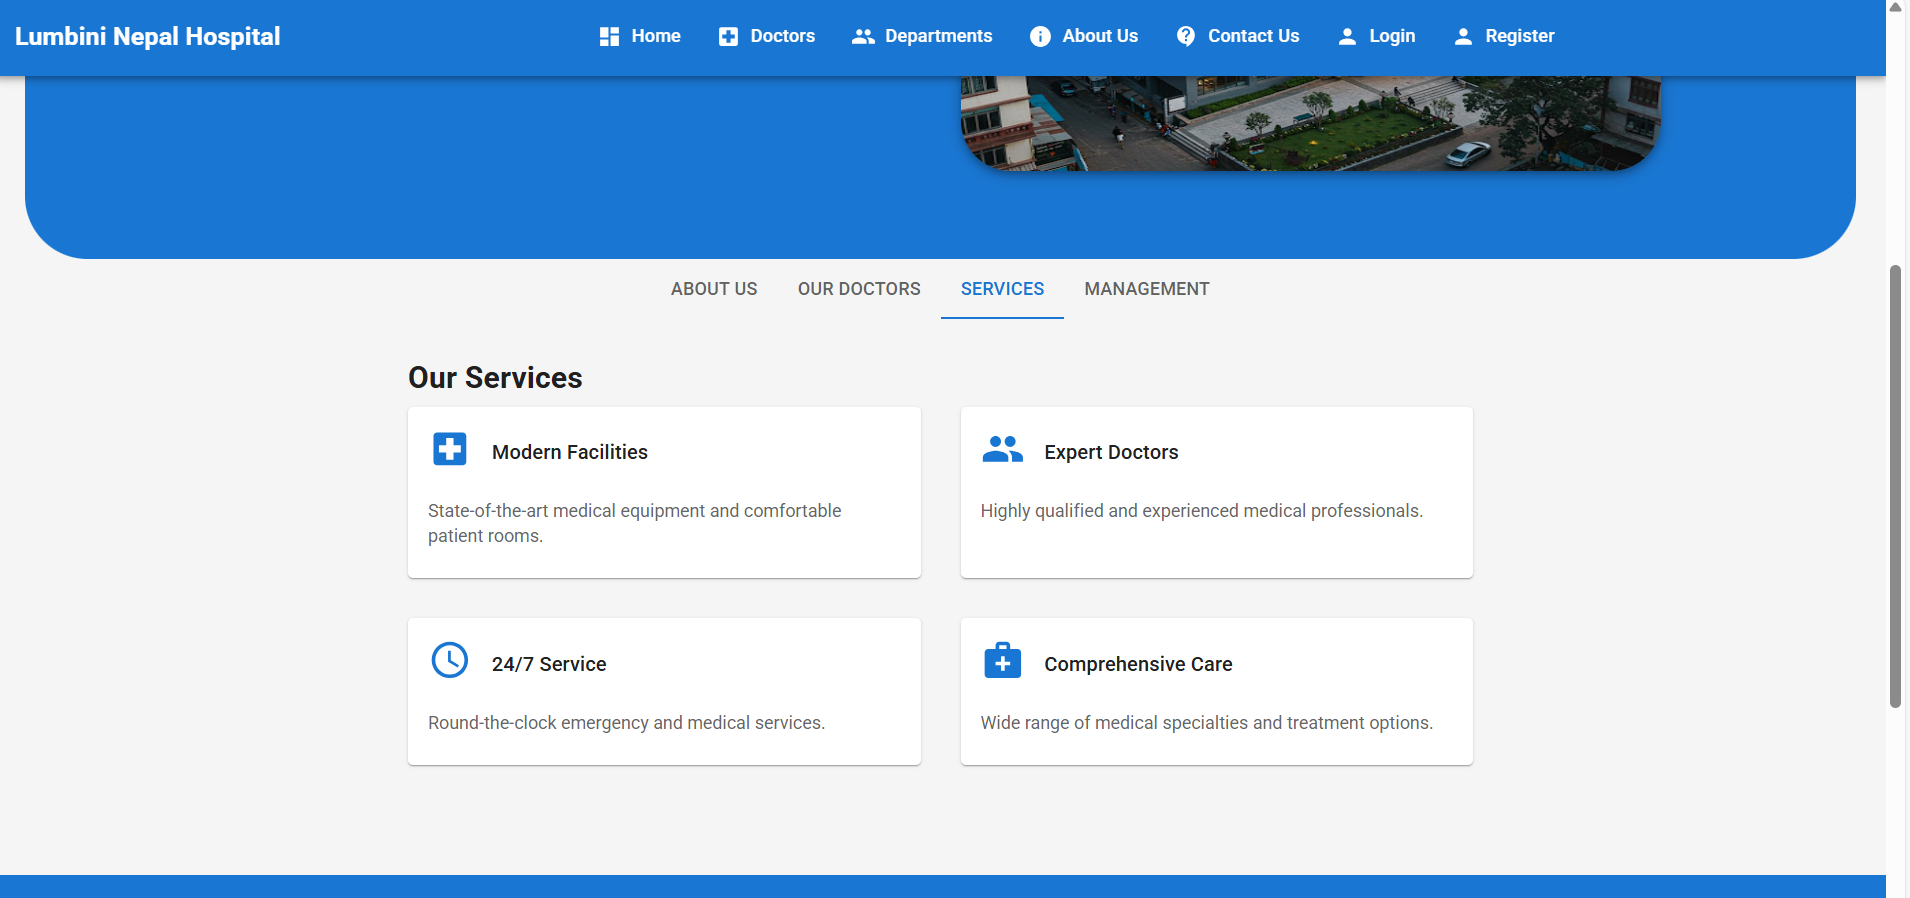 Lumbini Nepal Hospital
Home
Doctors
Departments
About Us
Contact Us
Login
Register
ABOUT US
OUR DOCTORS
SERVICES
MANAGEMENT
Our Services
Modern Facilities
State-of-the-art medical equipment and comfortable
patient rooms.
Expert Doctors
Highly qualified and experienced medical professionals.
24/7 Service
Round-the-clock emergency and medical services.
Comprehensive Care
Wide range of medical specialties and treatment options.